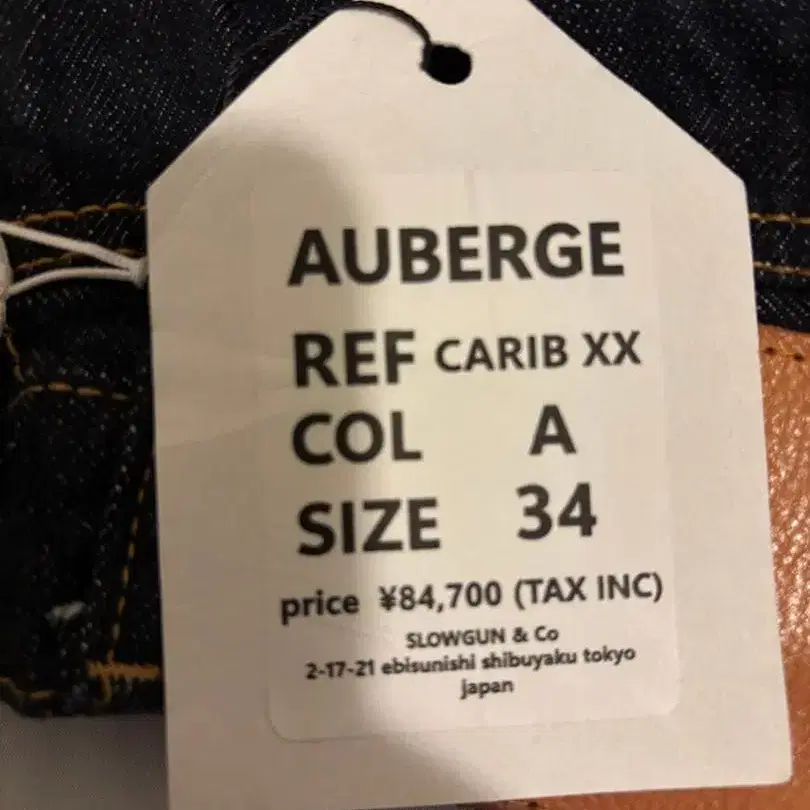 AUBERGE
REF CARIB XX
COL A
SIZE 34
price ¥84,700 (TAX INC)
SLOWGUN & Co
2-17-21 ebisunishi shibuyaku tokyo
japan